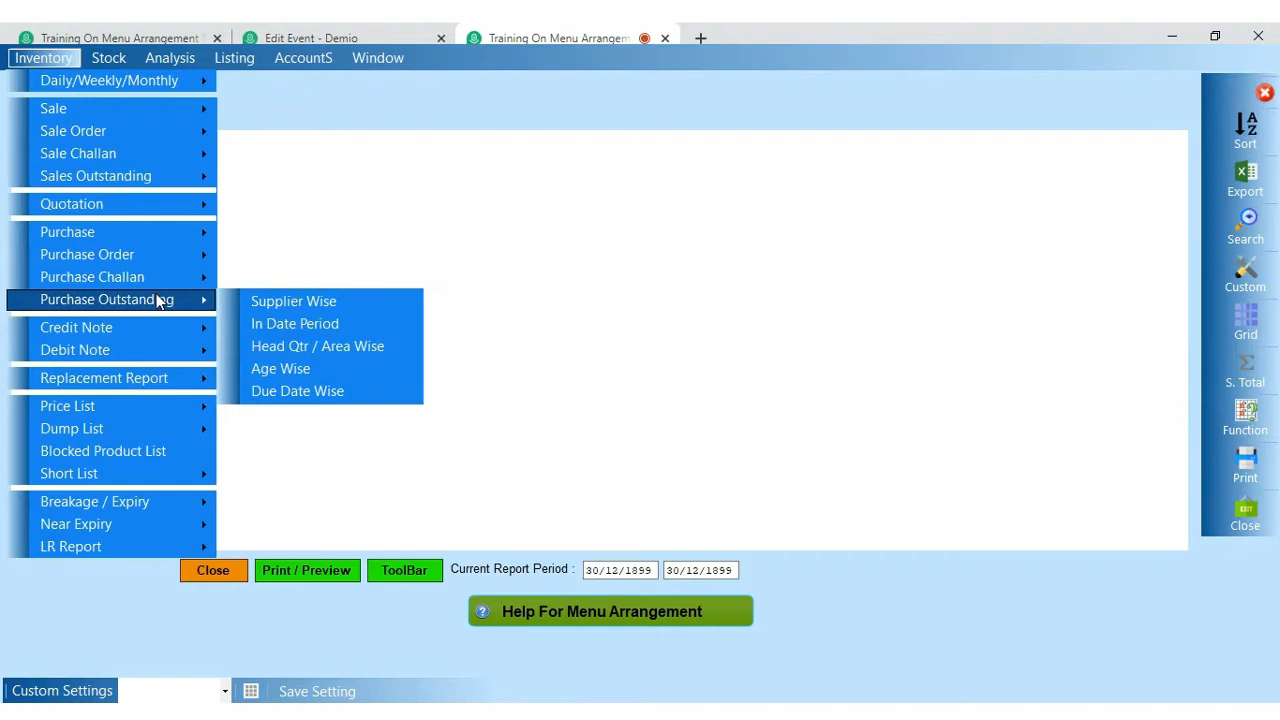 Training On Menu Arrangement
Edit Event - Demio
Training On Menu Arrangem
Inventory Stock Analysis Listing AccountS Window
Daily/Weekly/Monthly
Sale
Sale Order
Sale Challan
Sales Outstanding
Quotation
Purchase
Purchase Order
Purchase Challan
Purchase Outstanding
Credit Note
Debit Note
Replacement Report
Price List
Dump List
Blocked Product List
Short List
Breakage / Expiry
Near Expiry
LR Report
Supplier Wise
In Date Period
Head Qtr / Area Wise
Age Wise
Due Date Wise
Sort
Export
Search
Custom
Grid
S. Total
Function
Print
EXIT
Close
Close Print / Preview ToolBar Current Report Period : 30/12/1899 30/12/1899
Help For Menu Arrangement
Custom Settings Save Setting